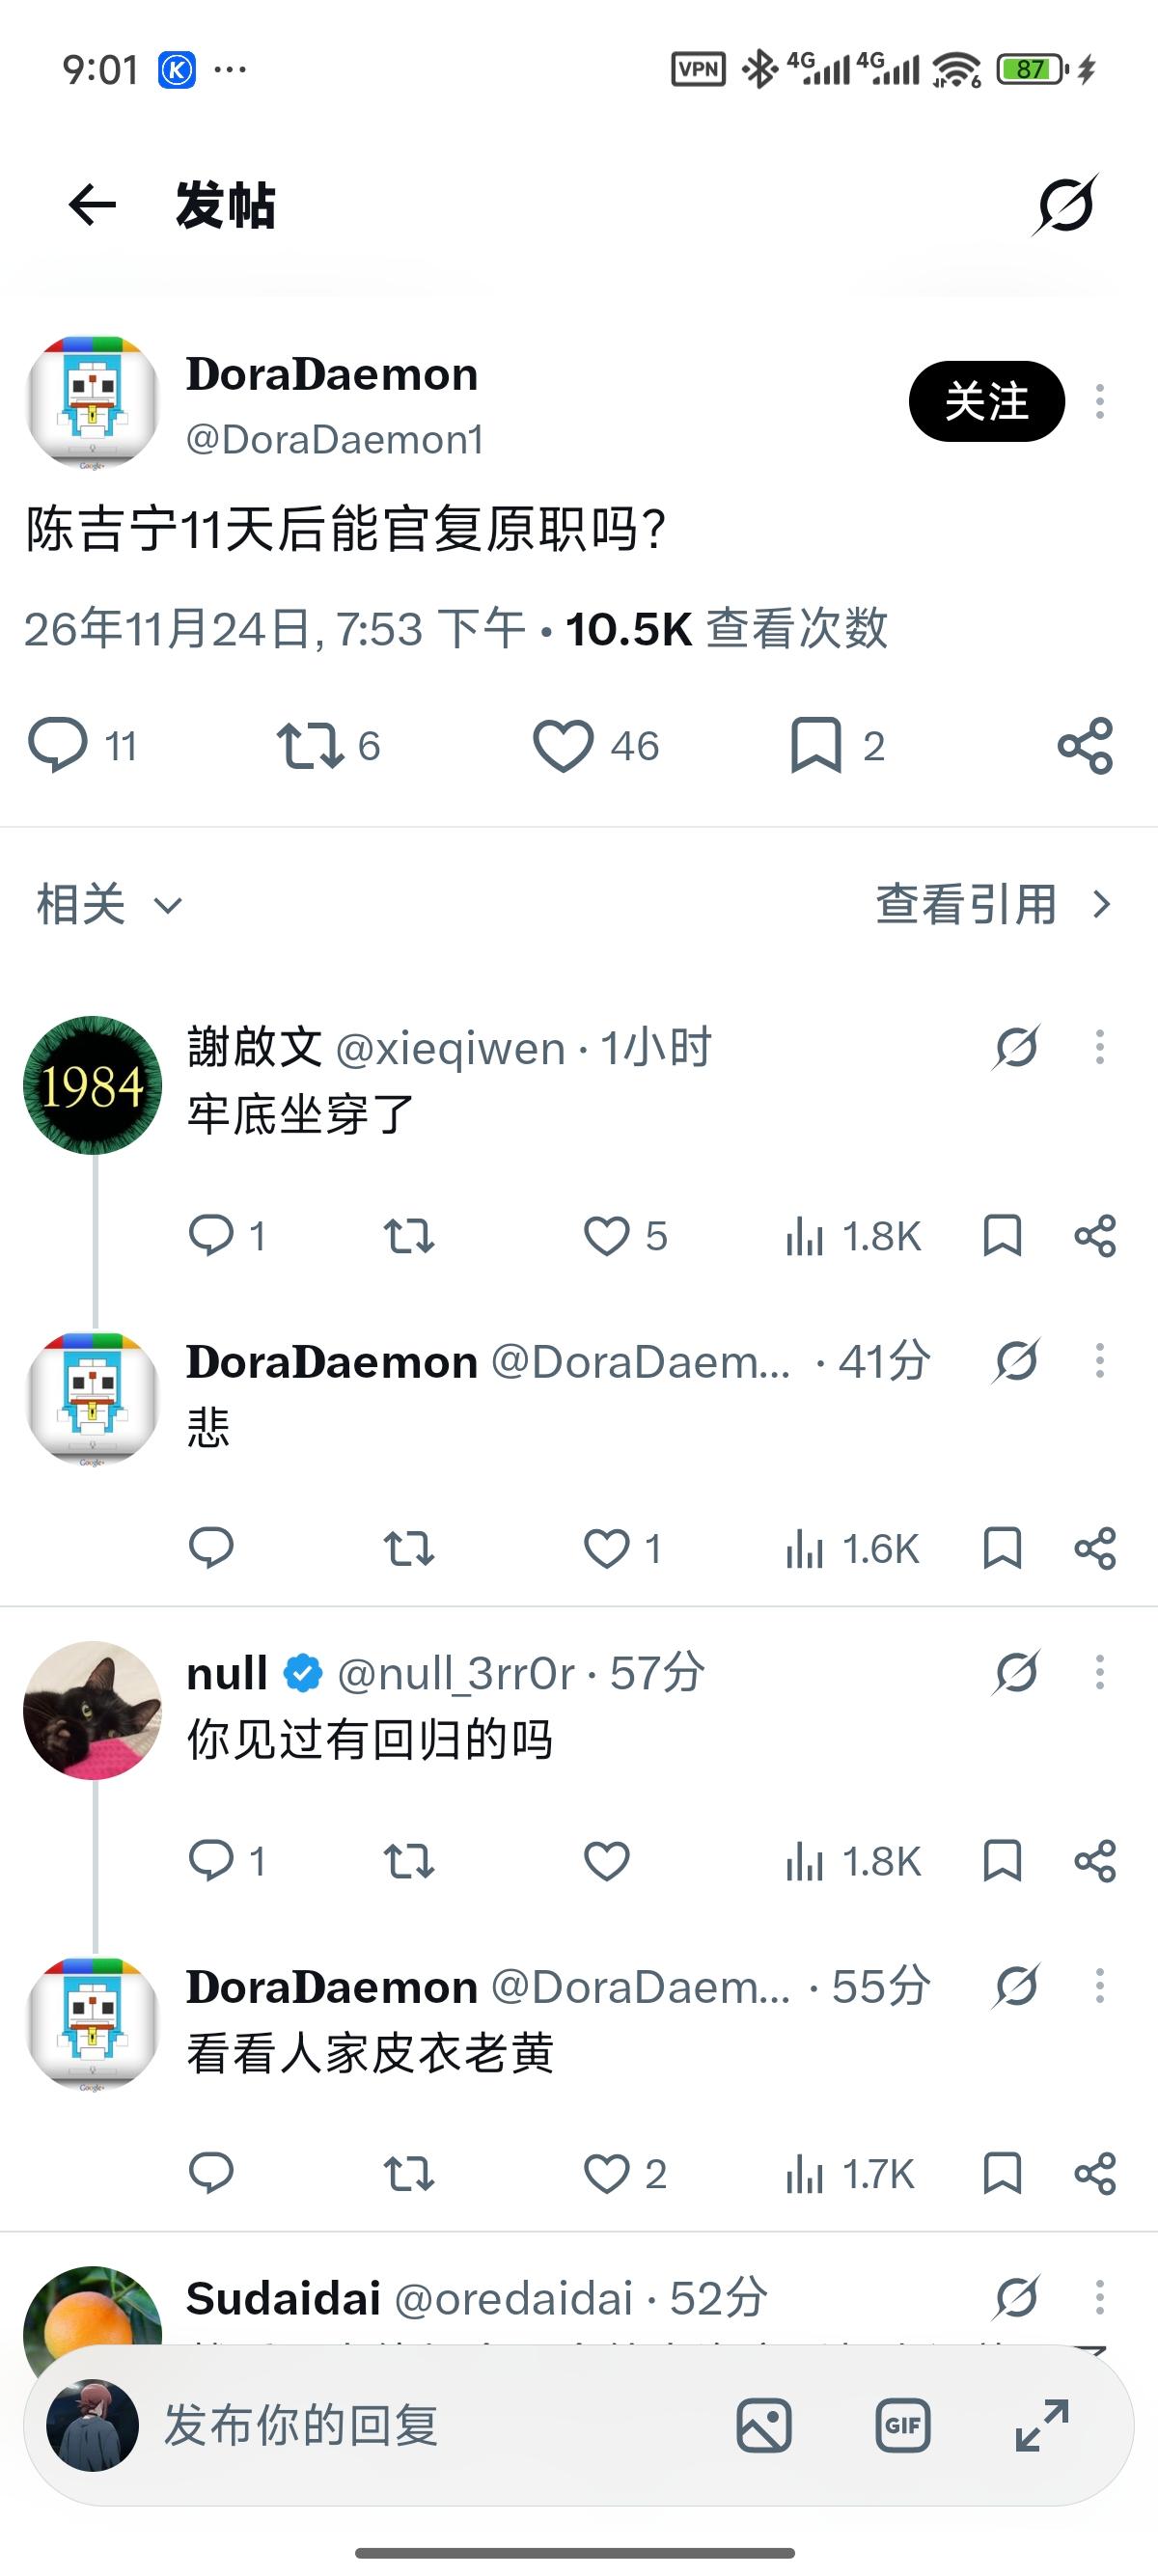 9:01 K ...
VPN 4G 4G 6 87
发帖
DoraDaemon
@DoraDaemon1
关注
陈吉宁11天后能官复原职吗?
26年11月24日, 7:53 下午 • 10.5K 查看次数
11 6 46 2
相关 查看引用
1984
謝啟文 @xieqiwen · 1小时
牢底坐穿了
1 5 1.8K
DoraDaemon @DoraDaem... · 41分
悲
1 1.6K
null @null_3rr0r · 57分
你见过有回归的吗
1 1.8K
DoraDaemon @DoraDaem... · 55分
看看人家皮衣老黄
2 1.7K
Sudaidai @oredaidai · 52分
发布你的回复 GIF